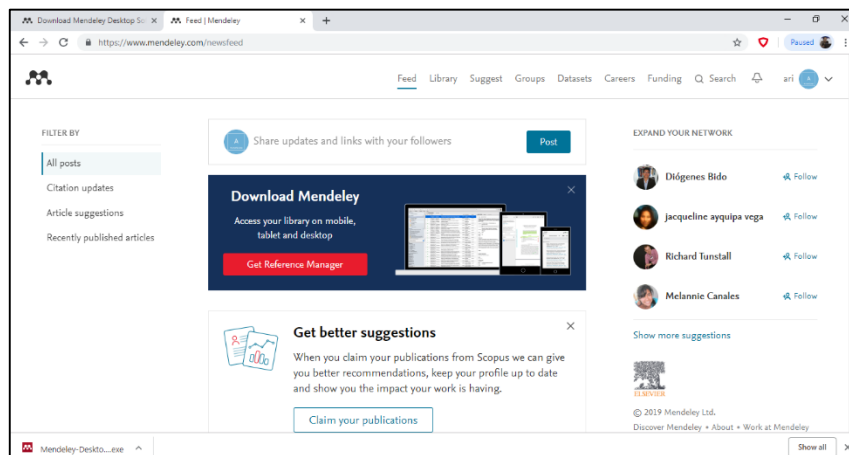 Download Mendeley Desktop So
Feed | Mendeley
https://www.mendeley.com/newsfeed
Paused
Feed Library Suggest Groups Datasets Careers Funding Search ari
FILTER BY
All posts
Citation updates
Article suggestions
Recently published articles
Share updates and links with your followers
Post
Download Mendeley
Access your library on mobile,
tablet and desktop
Get Reference Manager
Get better suggestions
When you claim your publications from Scopus we can give
you better recommendations, keep your profile up to date
and show you the impact your work is having.
Claim your publications
EXPAND YOUR NETWORK
Diógenes Bido Follow
jacqueline ayquipa vega Follow
Richard Tunstall Follow
Melannie Canales Follow
Show more suggestions
ELSEVIER
© 2019 Mendeley Ltd.
Discover Mendeley • About • Work at Mendeley
Mendeley-Deskto....exe
Show all